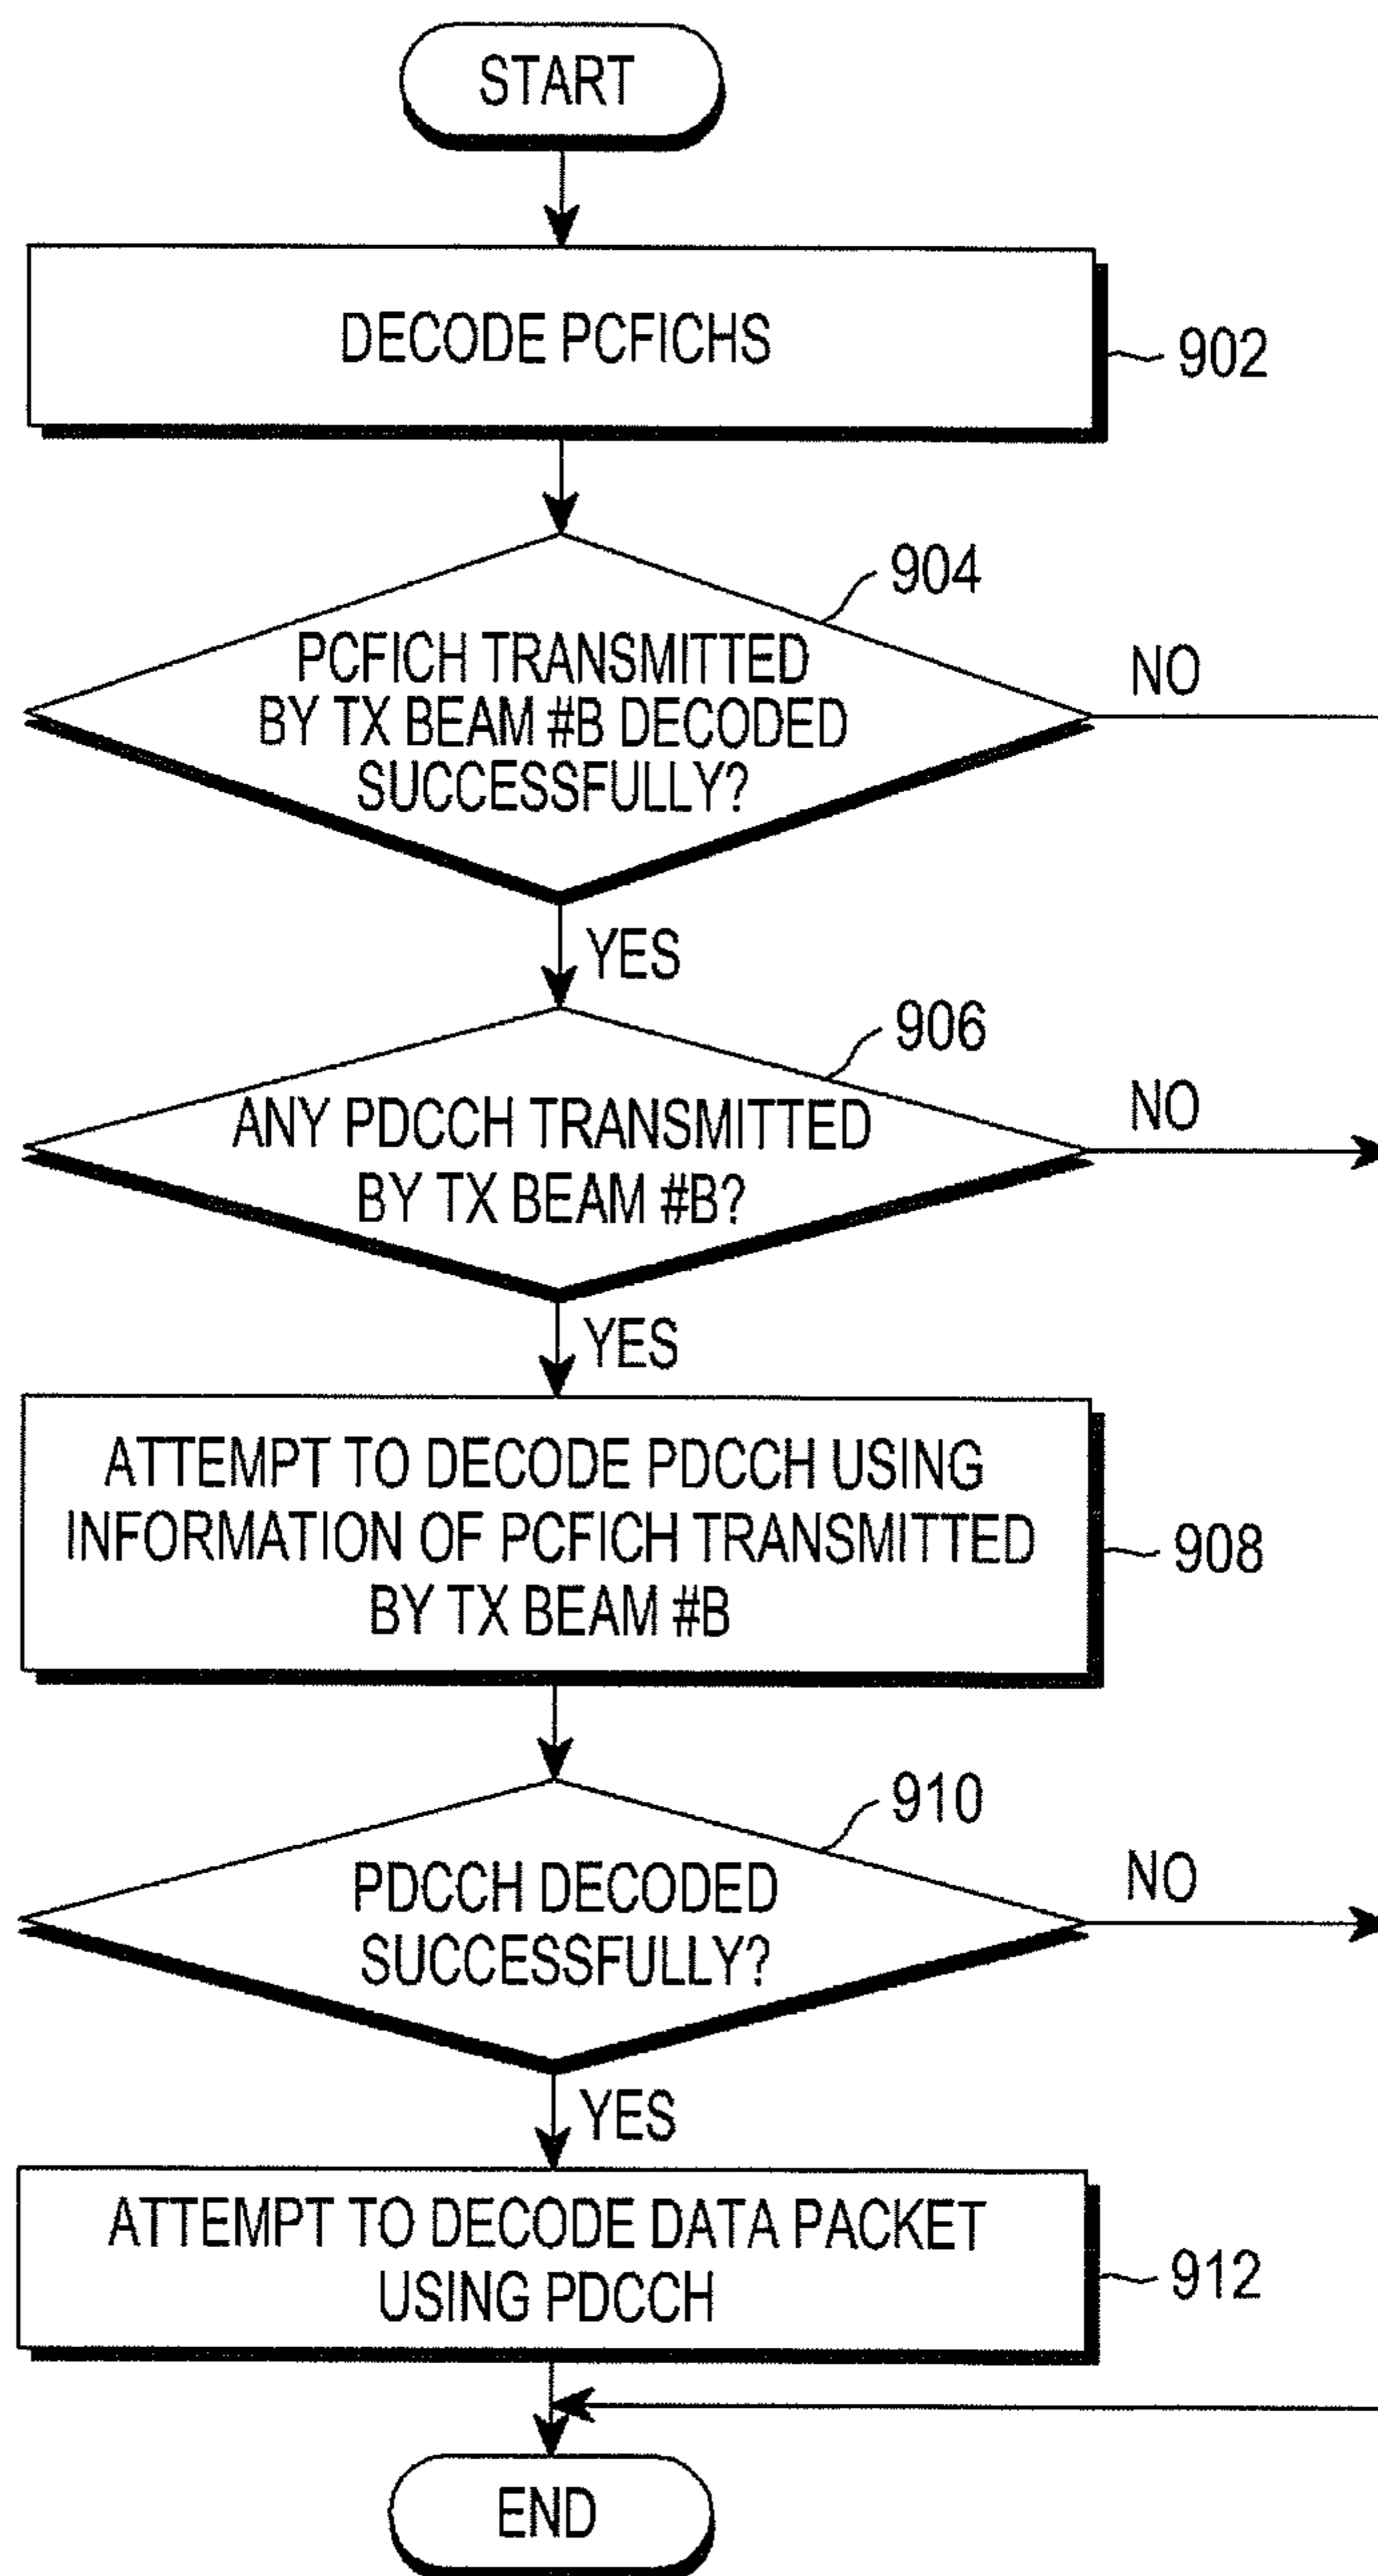 START
DECODE PCFICHS
902
904
PCFICH TRANSMITTED
BY TX BEAM #B DECODED
SUCCESSFULLY?
NO
YES
906
ANY PDCCH TRANSMITTED
BY TX BEAM #B?
NO
YES
ATTEMPT TO DECODE PDCCH USING
INFORMATION OF PCFICH TRANSMITTED
BY TX BEAM #B
908
910
PDCCH DECODED
SUCCESSFULLY?
NO
YES
ATTEMPT TO DECODE DATA PACKET
USING PDCCH
912
END